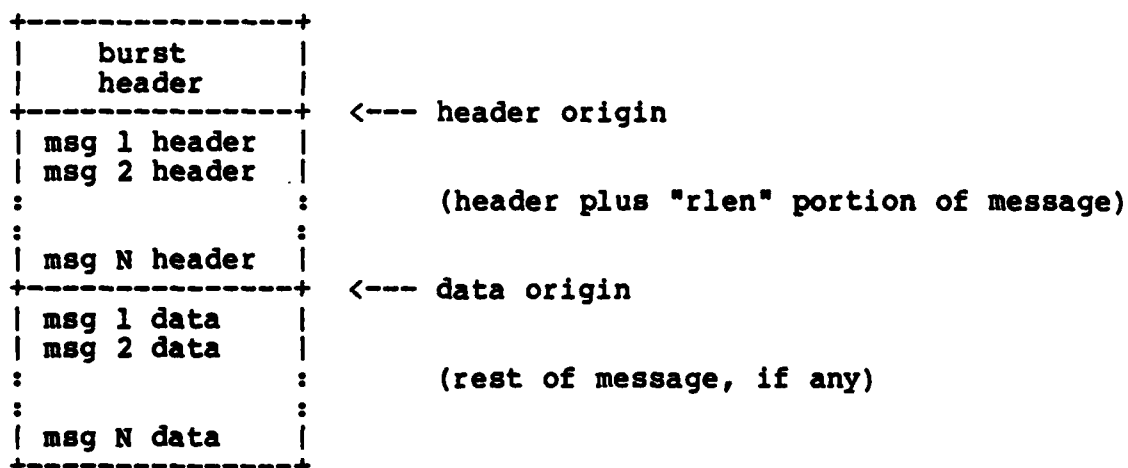 +----------------+
|     burst      |
|     header     |
+----------------+  <--- header origin
| msg 1 header   |
| msg 2 header   |
:                :       (header plus "rlen" portion of message)
:                :
| msg N header   |
+----------------+  <--- data origin
| msg 1 data     |
| msg 2 data     |
:                :       (rest of message, if any)
:                :
| msg N data     |
+----------------+